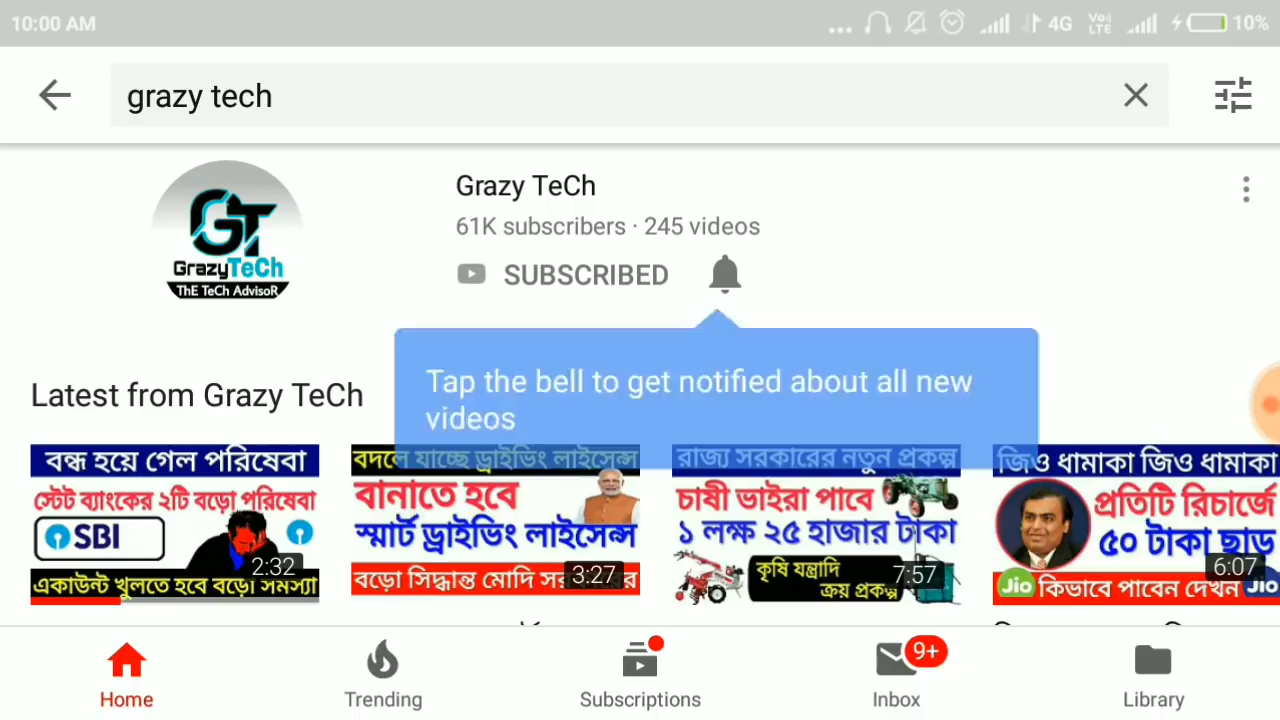 10:00 AM
4G
Vo)) LTE
10%
grazy tech
GT
GrazyTeCh
ThE TeCh AdvisoR
Grazy TeCh
61K subscribers · 245 videos
SUBSCRIBED
Tap the bell to get notified about all new
videos
Latest from Grazy TeCh
বন্ধ হয়ে গেল পরিষেবা
স্টেট ব্যাংকের ২টি বড়ো পরিষেবা
SBI
2:32
একাউন্ট খুলতে হবে বড়ো সমস্যা
বদলে যাচ্ছে ড্রাইভিং লাইসেন্স
বানাতে হবে
স্মার্ট ড্রাইভিং লাইসেন্স
3:27
বড়ো সিদ্ধান্ত মোদি
রাজ্য সরকারের নতুন প্রকল্প
চাষী ভাইরা পাবে
১ লক্ষ ২৫ হাজার টাকা
কৃষি যন্ত্রাদি
ক্রয় প্রকল্প
7:57
জিও ধামাকা জিও ধামাকা
প্রতিটি রিচার্জে
৫০ টাকা ছাড়
6:07
Jio কিভাবে পাবেন দেখন Jio
Home
Trending
Subscriptions
Inbox
9+
Library